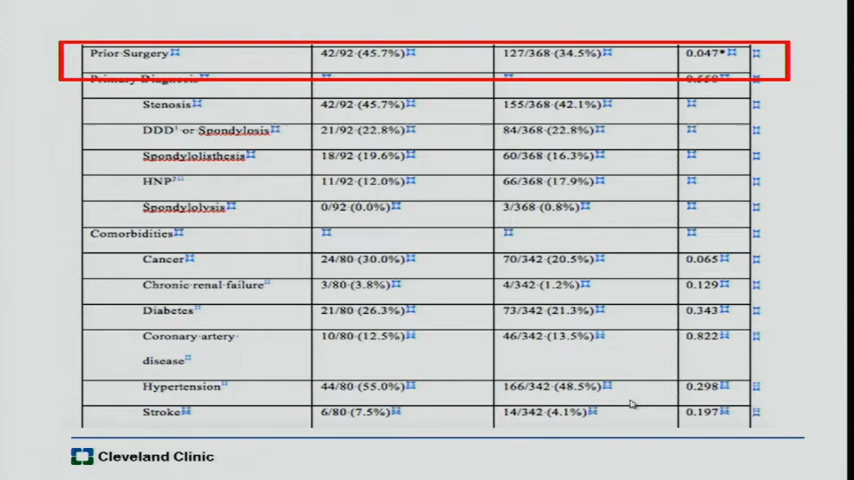 Prior Surgery 42/92 (45.7%) 127/368 (34.5%) 0.047*
Primary Diagnosis 0.550
Stenosis 42/92 (45.7%) 155/368 (42.1%)
DDD¹ or Spondylosis 21/92 (22.8%) 84/368 (22.8%)
Spondylolisthesis 18/92 (19.6%) 60/368 (16.3%)
HNP² 11/92 (12.0%) 66/368 (17.9%)
Spondylolysis 0/92 (0.0%) 3/368 (0.8%)
Comorbidities
Cancer 24/80 (30.0%) 70/342 (20.5%) 0.065
Chronic renal failure 3/80 (3.8%) 4/342 (1.2%) 0.129
Diabetes 21/80 (26.3%) 73/342 (21.3%) 0.343
Coronary artery 10/80 (12.5%) 46/342 (13.5%) 0.822
disease
Hypertension 44/80 (55.0%) 166/342 (48.5%) 0.298
Stroke 6/80 (7.5%) 14/342 (4.1%) 0.197
Cleveland Clinic